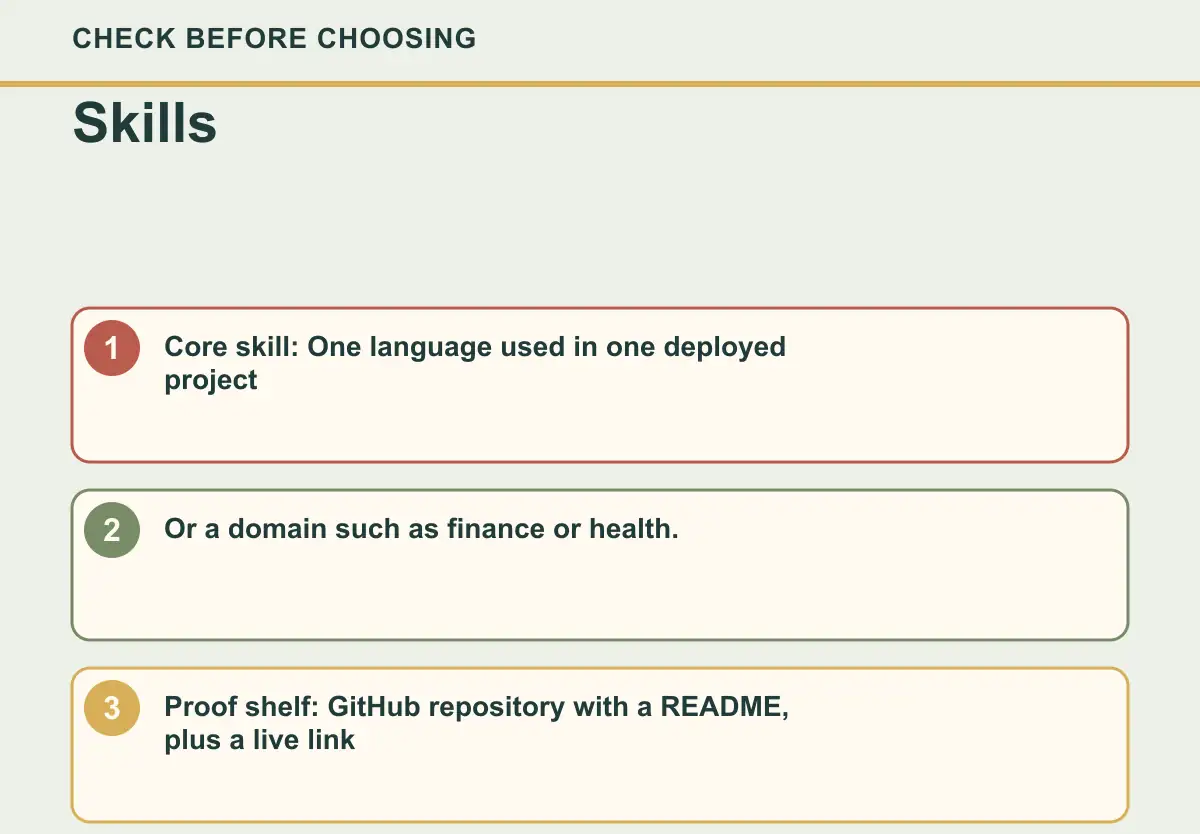 CHECK BEFORE CHOOSING
Skills
1
Core skill: One language used in one deployed
project
2
Or a domain such as finance or health.
3
Proof shelf: GitHub repository with a README,
plus a live link